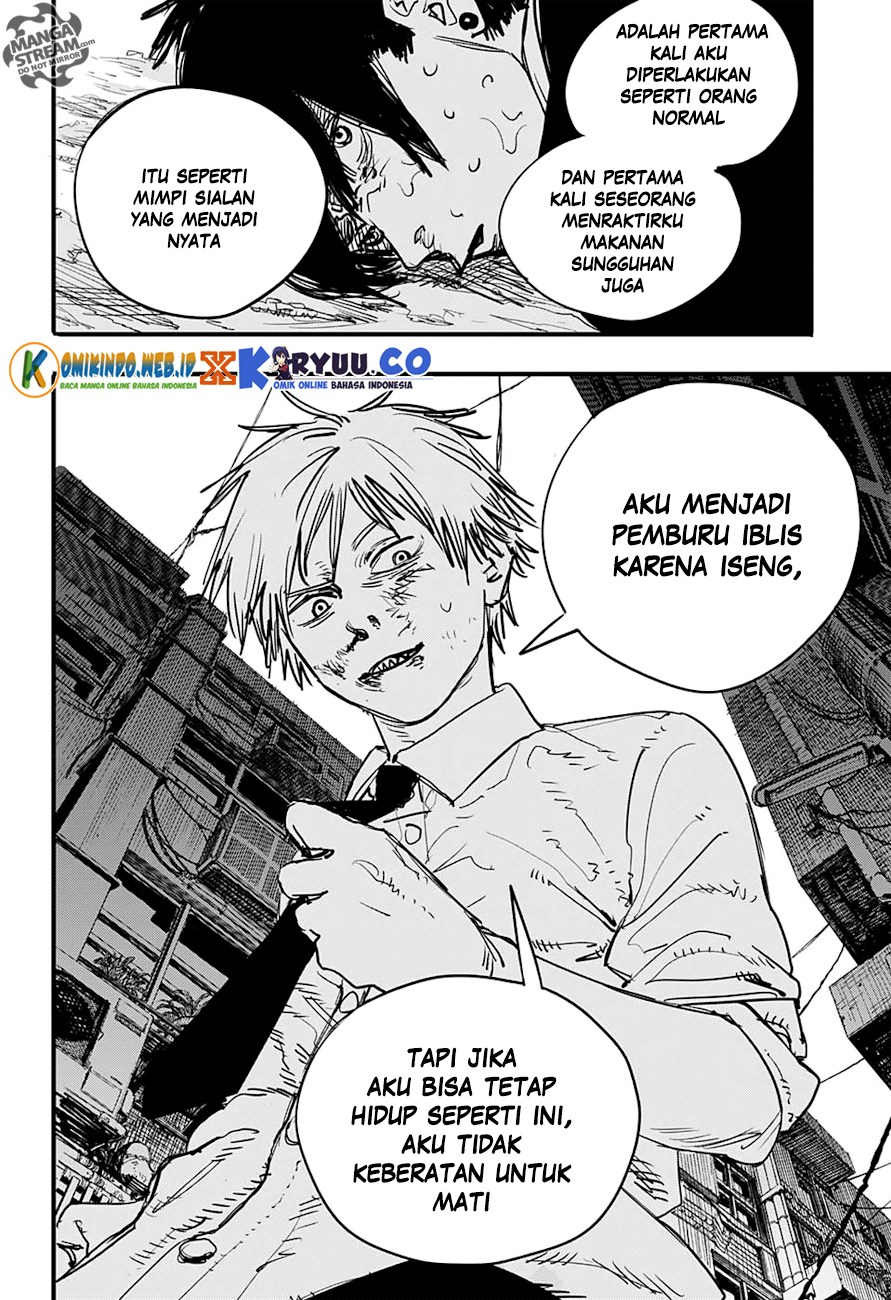 MANGA
STREAM.com
DO NOT MIRROR
ADALAH PERTAMA
KALI AKU
DIPERLAKUKAN
SEPERTI ORANG
NORMAL
DAN PERTAMA
KALI SESEORANG
MENRAKTIRKU
MAKANAN
SUNGGUHAN
JUGA
ITU SEPERTI
MIMPI SIALAN
YANG MENJADI
NYATA
KOMIKINDO.WEB.ID X KIRYUU.CO
BACA MANGA ONLINE BAHASA INDONESIA
KOMIK ONLINE BAHASA INDONESIA
AKU MENJADI
PEMBURU IBLIS
KARENA ISENG,
TAPI JIKA
AKU BISA TETAP
HIDUP SEPERTI INI,
AKU TIDAK
KEBERATAN UNTUK
MATI